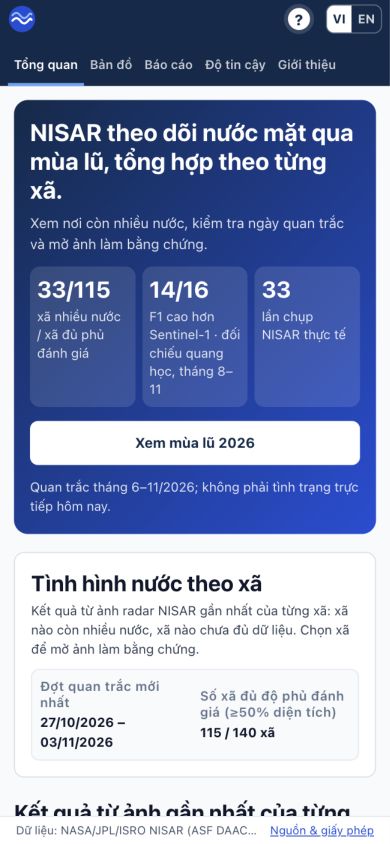 ?
VI EN
Tổng quan Bản đồ Báo cáo Độ tin cậy Giới thiệu
NISAR theo dõi nước mặt qua
mùa lũ, tổng hợp theo từng
xã.
Xem nơi còn nhiều nước, kiểm tra ngày quan trắc
và mở ảnh làm bằng chứng.
33/115
xã nhiều nước
/ xã đủ phủ
đánh giá
14/16
F1 cao hơn
Sentinel-1 · đối
chiếu quang
học, tháng 8–
11
33
lần chụp
NISAR thực tế
Xem mùa lũ 2026
Quan trắc tháng 6–11/2026; không phải tình trạng trực
tiếp hôm nay.
Tình hình nước theo xã
Kết quả từ ảnh radar NISAR gần nhất của từng xã: xã
nào còn nhiều nước, xã nào chưa đủ dữ liệu. Chọn xã
để mở ảnh làm bằng chứng.
Đợt quan trắc mới
nhất
27/10/2026 –
03/11/2026
Số xã đủ độ phủ đánh
giá (≥50% diện tích)
115 / 140 xã
Kết quả từ ảnh gần nhất của từng
Dữ liệu: NASA/JPL/ISRO NISAR (ASF DAAC... Nguồn & giấy phép